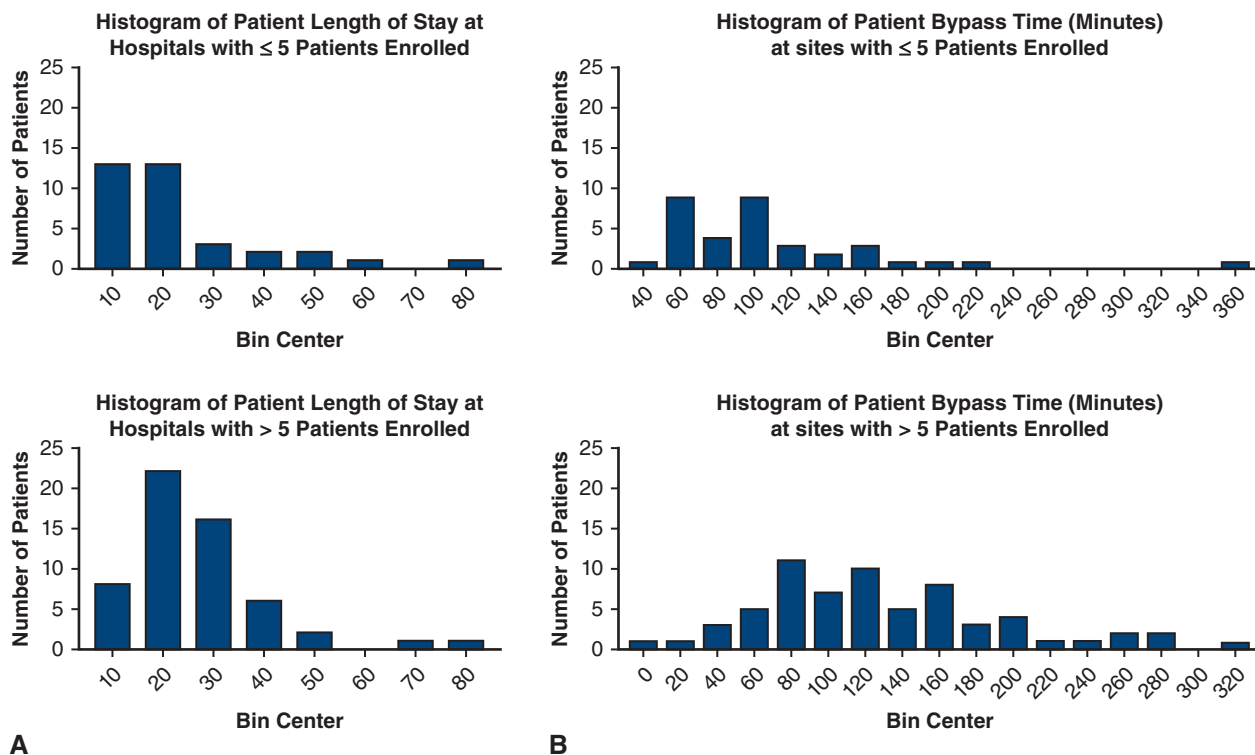 Histogram of Patient Length of Stay at
Hospitals with ≤ 5 Patients Enrolled
25
20
15
10
5
0
Number of Patients
10 20 30 40 50 60 70 80
Bin Center
Histogram of Patient Bypass Time (Minutes)
at sites with ≤ 5 Patients Enrolled
25
20
15
10
5
0
Number of Patients
40 60 80 100 120 140 160 180 200 220 240 260 280 300 320 340 360
Bin Center
Histogram of Patient Length of Stay at
Hospitals with > 5 Patients Enrolled
25
20
15
10
5
0
Number of Patients
10 20 30 40 50 60 70 80
Bin Center
A
Histogram of Patient Bypass Time (Minutes)
at sites with > 5 Patients Enrolled
25
20
15
10
5
0
Number of Patients
0 20 40 60 80 100 120 140 160 180 200 220 240 260 280 300 320
Bin Center
B